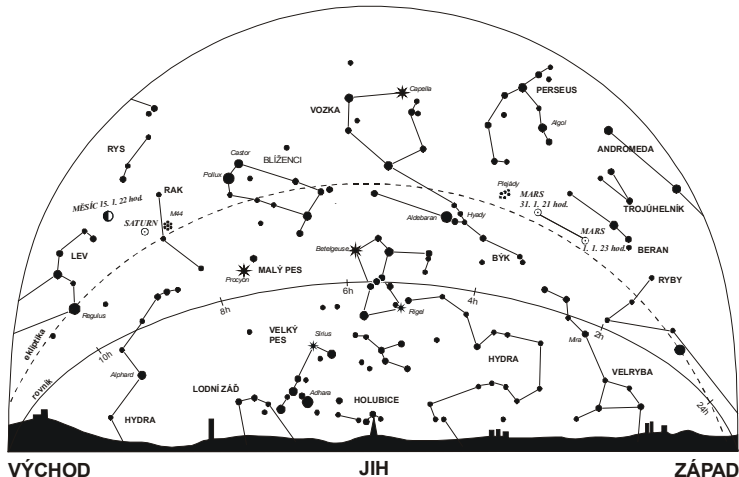 Capella
PERSEUS
VOZKA
Algol
RYS
Castor
BLÍŽENCI
ANDROMEDA
Pollux
Plejády
MARS
31. 1. 21 hod.
RAK
MĚSÍC 15. 1. 22 hod.
M44
SATURN
TROJÚHELNÍK
Aldebaran
Hyady
MARS
1. 1. 23 hod.
BERAN
Betelgeuse
LEV
BÝK
MALÝ PES
Procyon
RYBY
6h
4h
8h
Regulus
Rigel
VELKÝ
PES
Sirius
2h
Mira
ekliptika
10h
HYDRA
rovník
Alphard
VELRYBA
LODNÍ ZÁĎ
Adhara
HOLUBICE
24h
HYDRA
VÝCHOD
JIH
ZÁPAD